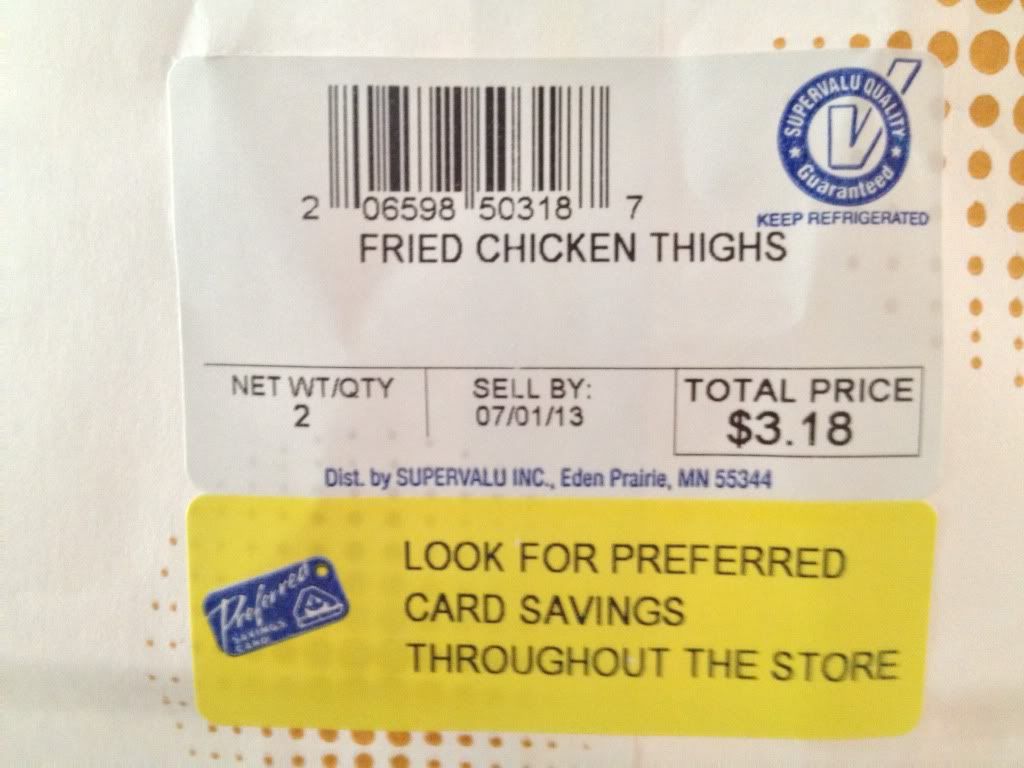 SUPERVALU QUALITY
Guaranteed
KEEP REFRIGERATED
2 06598 50318 7
FRIED CHICKEN THIGHS
NET WT/QTY
2
SELL BY:
07/01/13
TOTAL PRICE
$3.18
Dist. by SUPERVALU INC., Eden Prairie, MN 55344
Preferred
SAVINGS
CARD
LOOK FOR PREFERRED
CARD SAVINGS
THROUGHOUT THE STORE